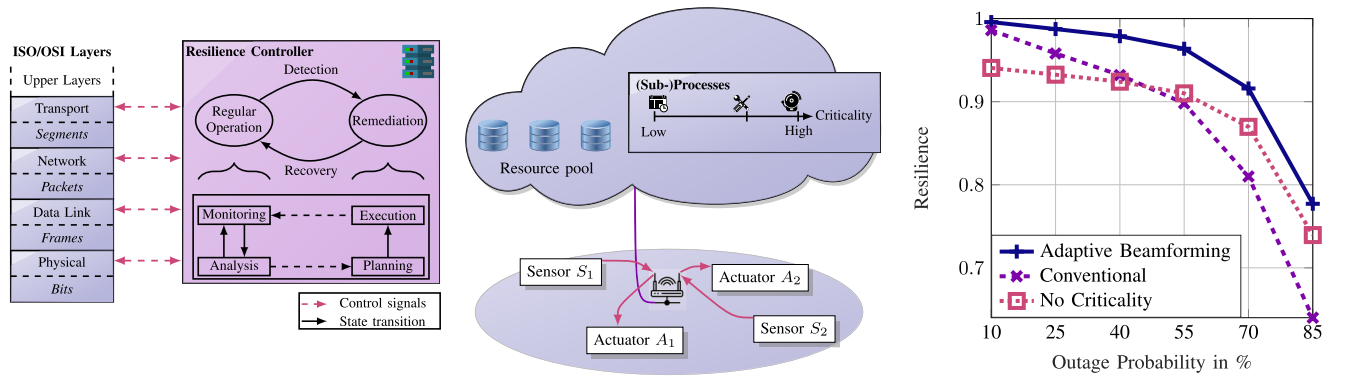 ISO/OSI Layers
Upper Layers
Transport
Segments
Network
Packets
Data Link
Frames
Physical
Bits
Resilience Controller
Detection
Regular
Operation
Remediation
Recovery
Monitoring
Execution
Analysis
Planning
Control signals
State transition
(Sub-)Processes
Criticality
Low
High
Resource pool
Sensor S1
Actuator A2
Actuator A1
Sensor S2
1
0.9
0.8
0.7
Resilience
Adaptive Beamforming
Conventional
No Criticality
10 25 40 55 70 85
Outage Probability in %